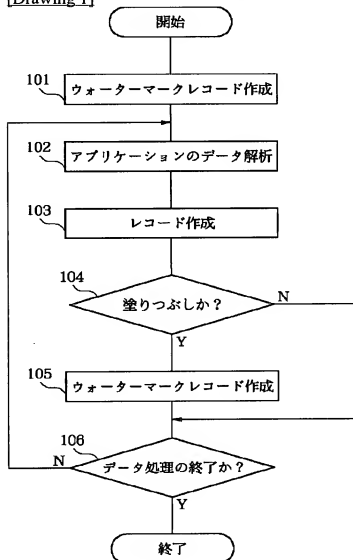 [Drawing 1]
開始
101
ウォーターマークレコード作成
102
アプリケーションのデータ解析
103
レコード作成
104
塗りつぶしか?
N
Y
105
ウォーターマークレコード作成
106
データ処理の終了か?
N
Y
終了